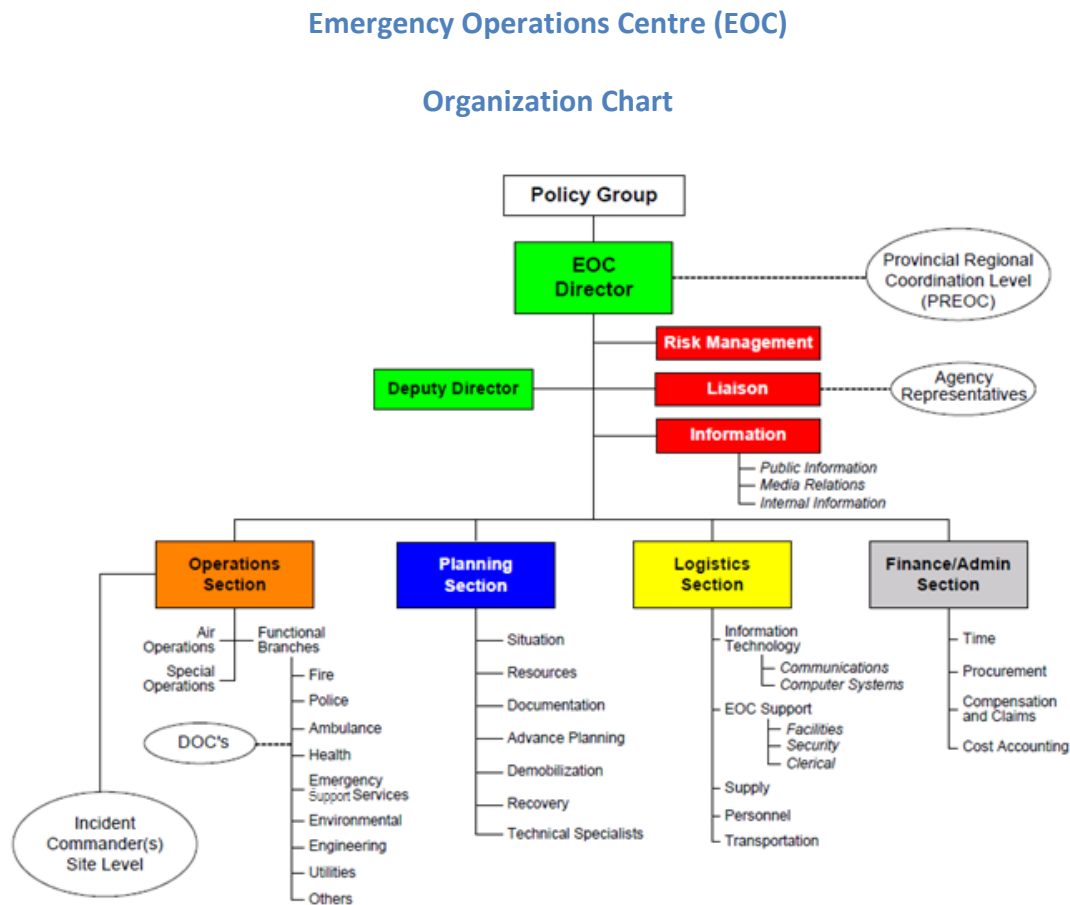 Emergency Operations Centre (EOC)
Organization Chart
Policy Group
EOC
Director
Provincial Regional
Coordination Level
(PREOC)
Risk Management
Deputy Director
Liaison
Agency
Representatives
Information
Public Information
Media Relations
Internal Information
Operations
Section
Planning
Section
Logistics
Section
Finance/Admin
Section
Air
Operations
Special
Operations
Functional
Branches
Fire
Police
Ambulance
Health
Emergency
Support Services
Environmental
Engineering
Utilities
Others
DOC's
Incident
Commander(s)
Site Level
Situation
Resources
Documentation
Advance Planning
Demobilization
Recovery
Technical Specialists
Information
Technology
Communications
Computer Systems
EOC Support
Facilities
Security
Clerical
Supply
Personnel
Transportation
Time
Procurement
Compensation
and Claims
Cost Accounting